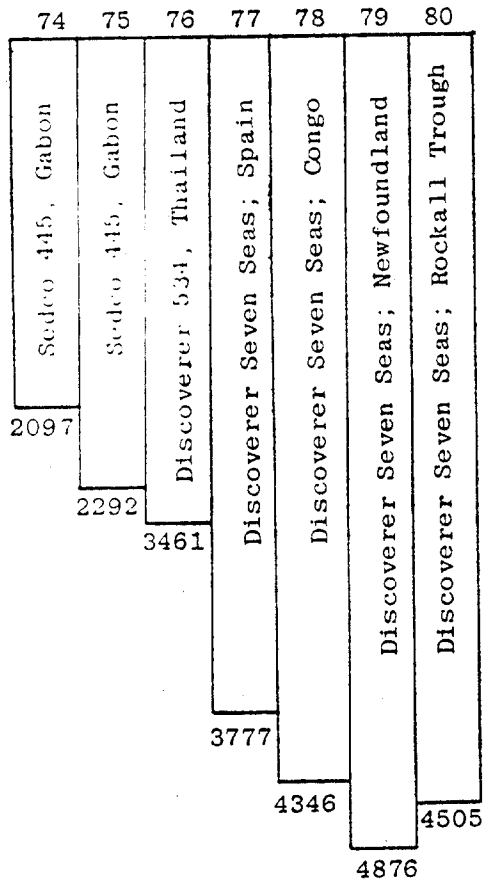 74 75 76 77 78 79 80
Sedco 445, Gabon
Sedco 445, Gabon
Discoverer 534, Thailand
Discoverer Seven Seas; Spain
Discoverer Seven Seas; Congo
Discoverer Seven Seas; Newfoundland
Discoverer Seven Seas; Rockall Trough
2097
2292
3461
3777
4346
4876
4505